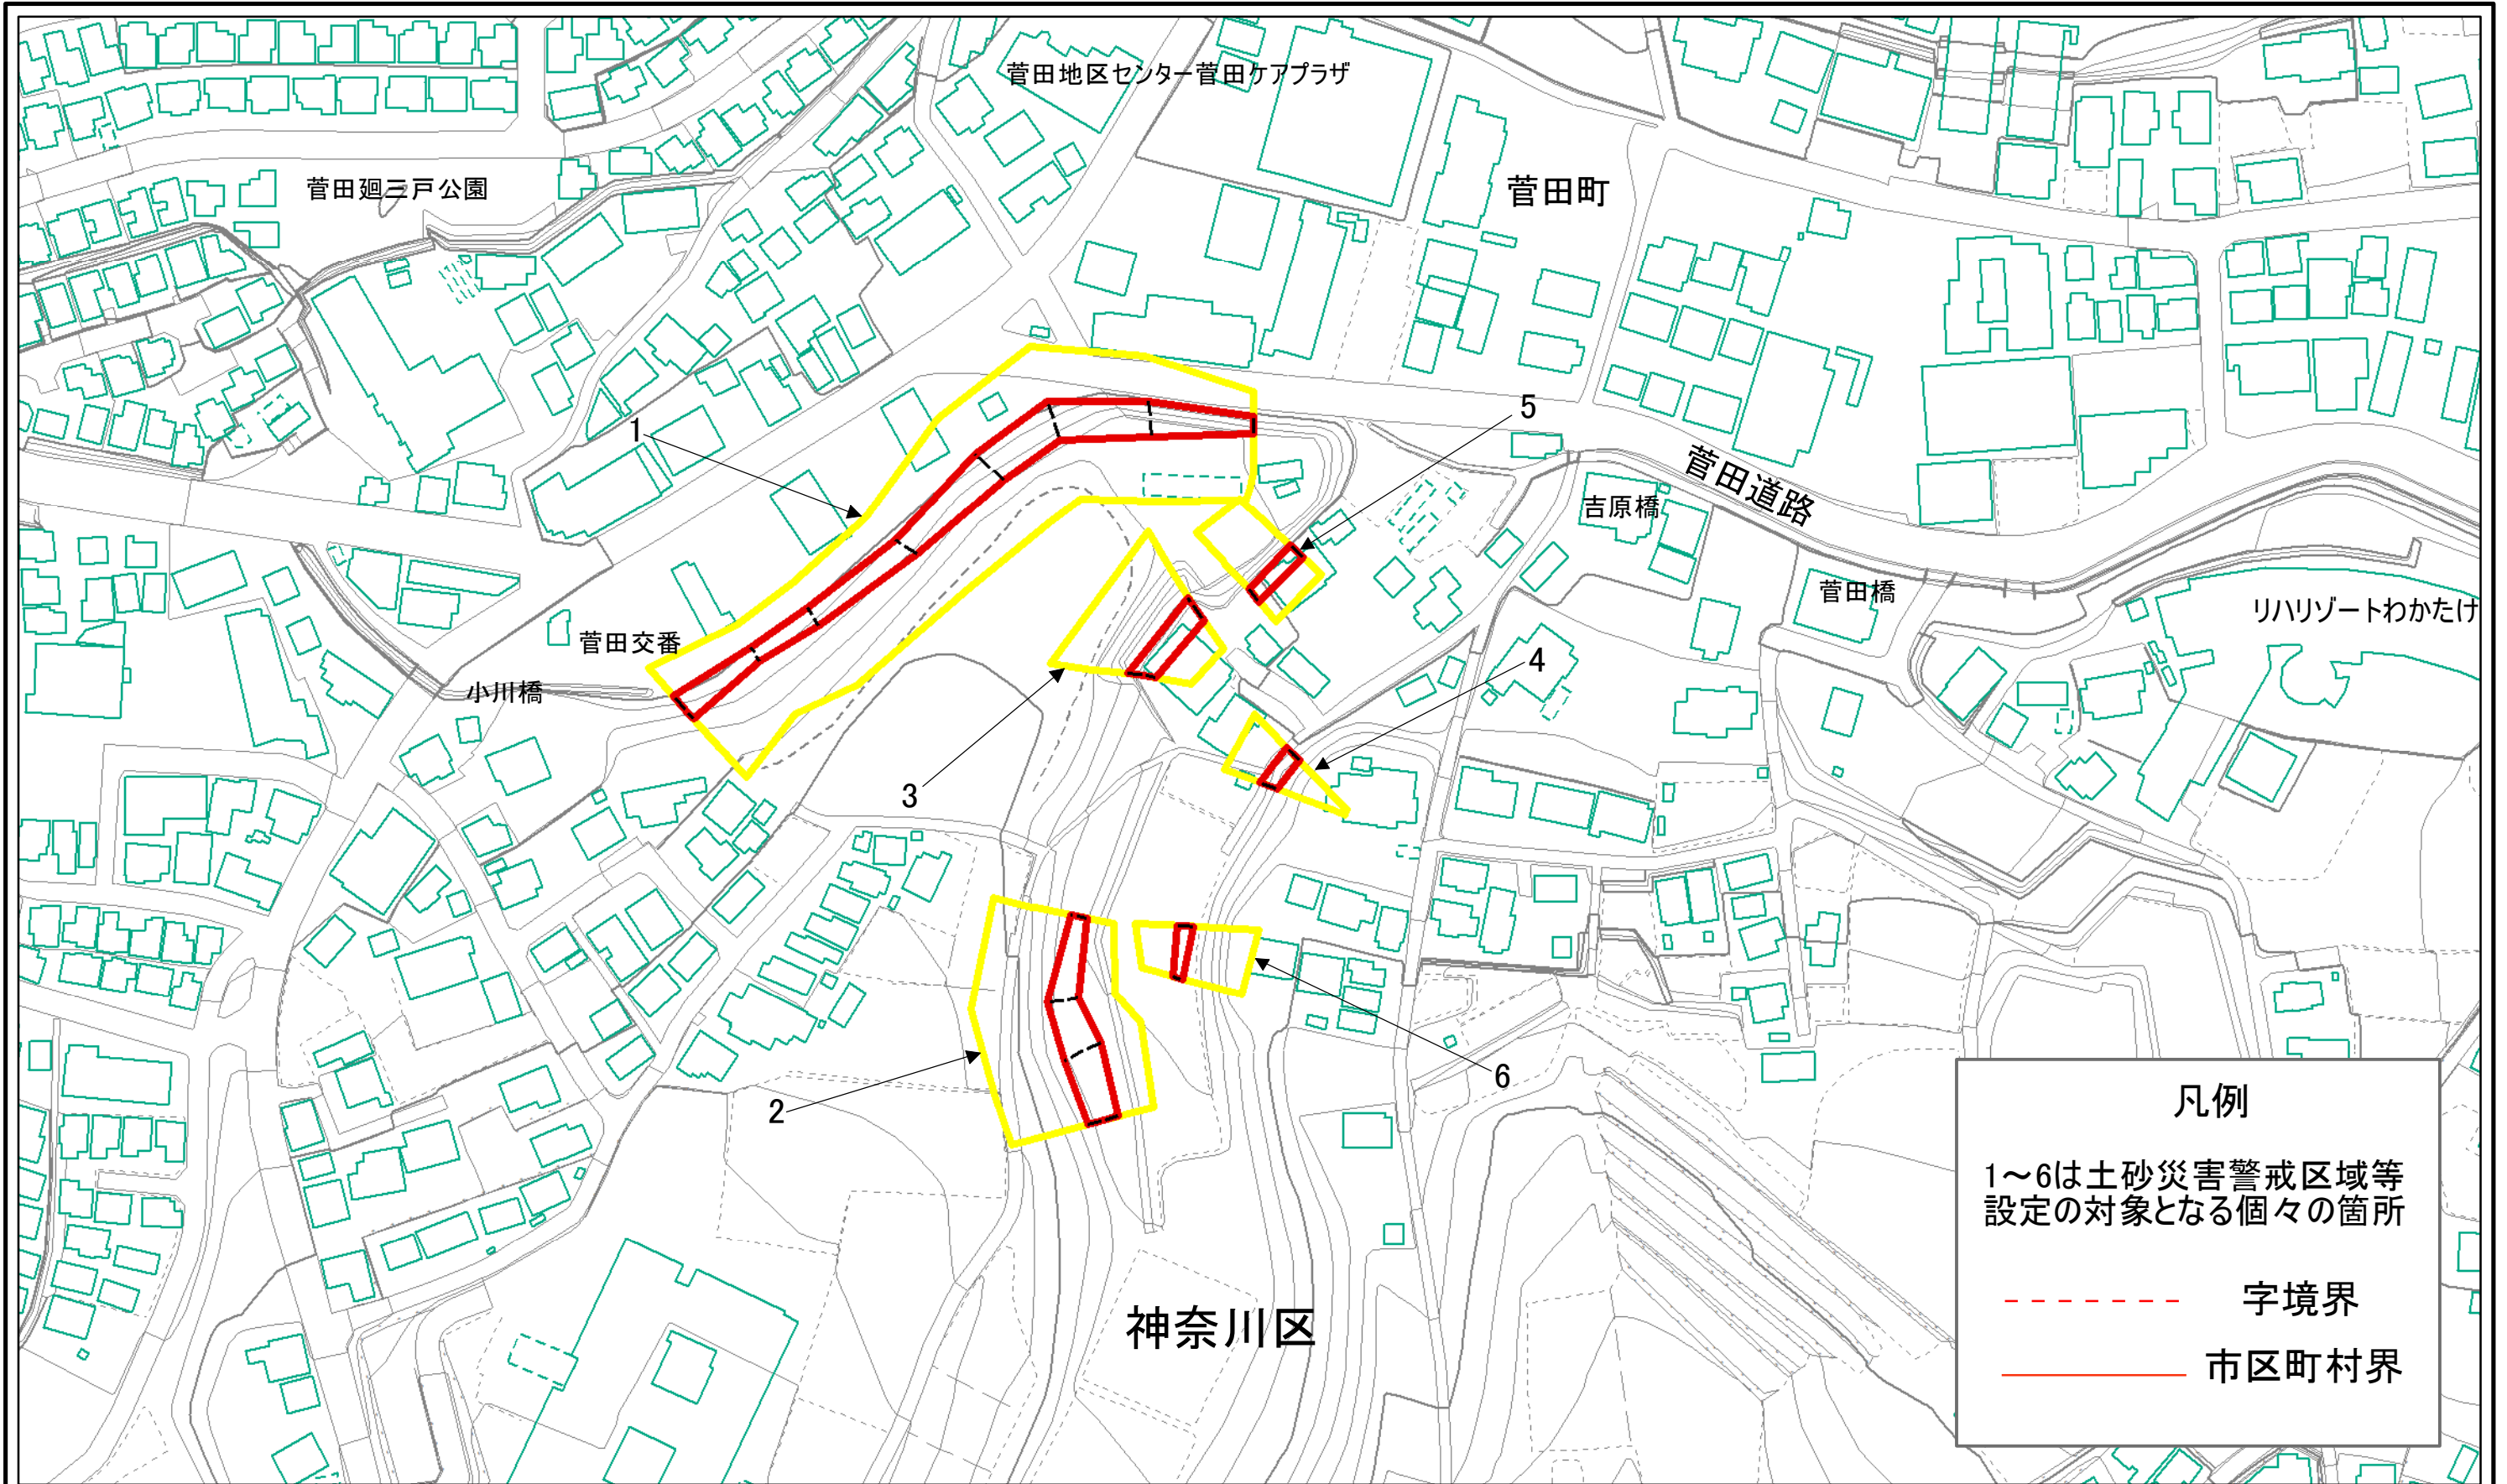 菅田地区センター菅田ケアプラザ
菅田廻三戸公園
菅田町
5
1
菅田道路
吉原橋
菅田橋
リハリゾートわかたけ
菅田交番
4
小川橋
3
6
2
神奈川区
凡例
1～6は土砂災害警戒区域等
設定の対象となる個々の箇所
字境界
市区町村界